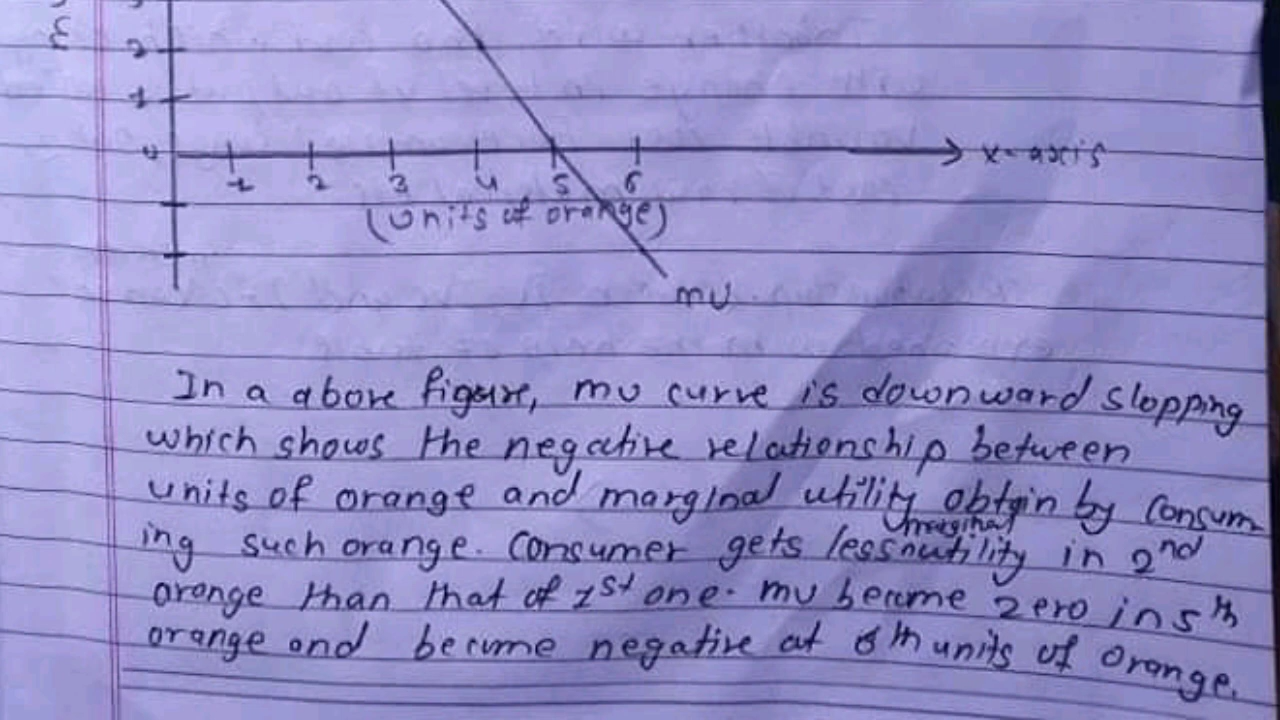 2
1
0
x-axis
1 2 3 4 5 6
(Units of orange)
mu
In a above figure, mu curve is downward slopping
which shows the negative relationship between
units of orange and marginal utility obtain by consum
marginal
ing such orange. Consumer gets less utility in 2nd
orange than that of 1st one. mu become zero in 5th
orange and become negative at 6th units of orange.